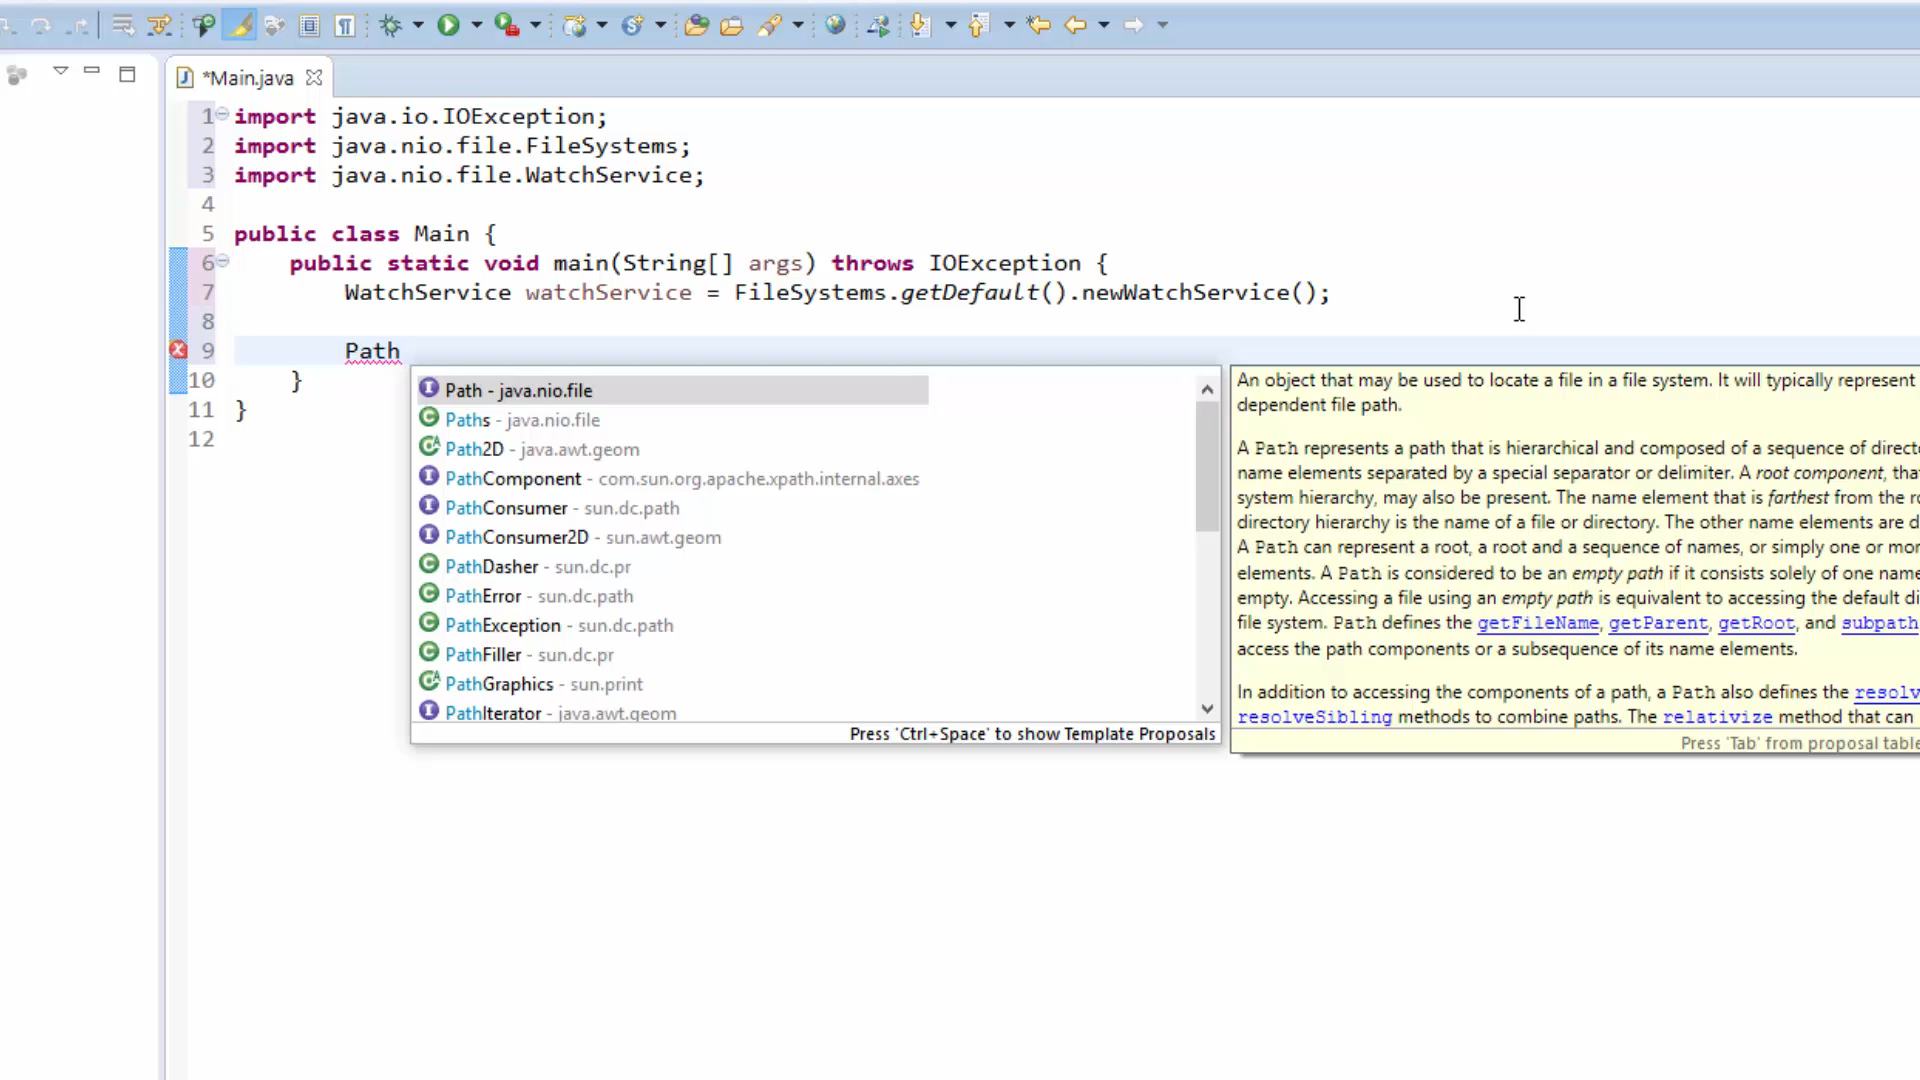 *Main.java
1 import java.io.IOException;
2 import java.nio.file.FileSystems;
3 import java.nio.file.WatchService;
4
5 public class Main {
6 public static void main(String[] args) throws IOException {
7 WatchService watchService = FileSystems.getDefault().newWatchService();
8
9 Path
10 }
11 }
12
Path - java.nio.file
Paths - java.nio.file
Path2D - java.awt.geom
PathComponent - com.sun.org.apache.xpath.internal.axes
PathConsumer - sun.dc.path
PathConsumer2D - sun.awt.geom
PathDasher - sun.dc.pr
PathError - sun.dc.path
PathException - sun.dc.path
PathFiller - sun.dc.pr
PathGraphics - sun.print
PathIterator - java.awt.geom
Press 'Ctrl+Space' to show Template Proposals
An object that may be used to locate a file in a file system. It will typically represent
dependent file path.
A Path represents a path that is hierarchical and composed of a sequence of direct
name elements separated by a special separator or delimiter. A root component, tha
system hierarchy, may also be present. The name element that is farthest from the r
directory hierarchy is the name of a file or directory. The other name elements are d
A Path can represent a root, a root and a sequence of names, or simply one or mor
elements. A Path is considered to be an empty path if it consists solely of one name
empty. Accessing a file using an empty path is equivalent to accessing the default di
file system. Path defines the getFileName, getParent, getRoot, and subpath
access the path components or a subsequence of its name elements.
In addition to accessing the components of a path, a Path also defines the resolv
resolveSibling methods to combine paths. The relativize method that can
Press 'Tab' from proposal table